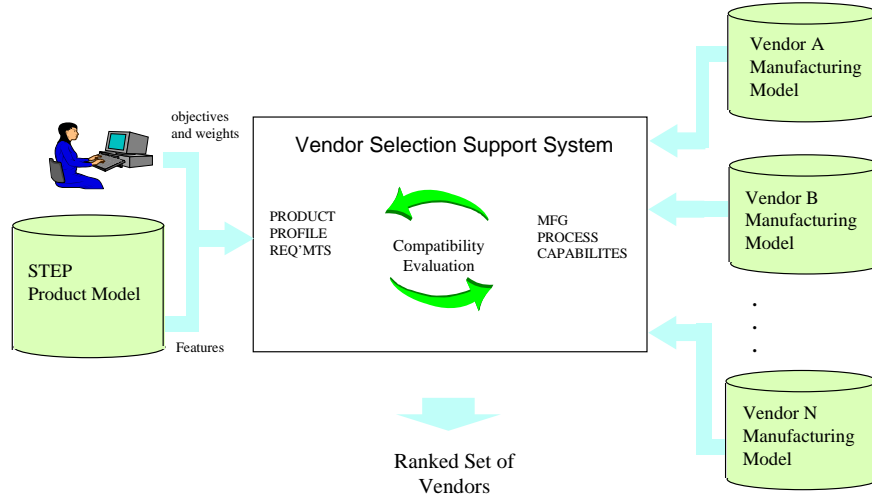 objectives
and weights
STEP
Product Model
Features
Vendor Selection Support System
PRODUCT
PROFILE
REQ'MTS
Compatibility
Evaluation
MFG
PROCESS
CAPABILITES
Vendor A
Manufacturing
Model
Vendor B
Manufacturing
Model
.
.
.
Vendor N
Manufacturing
Model
Ranked Set of
Vendors